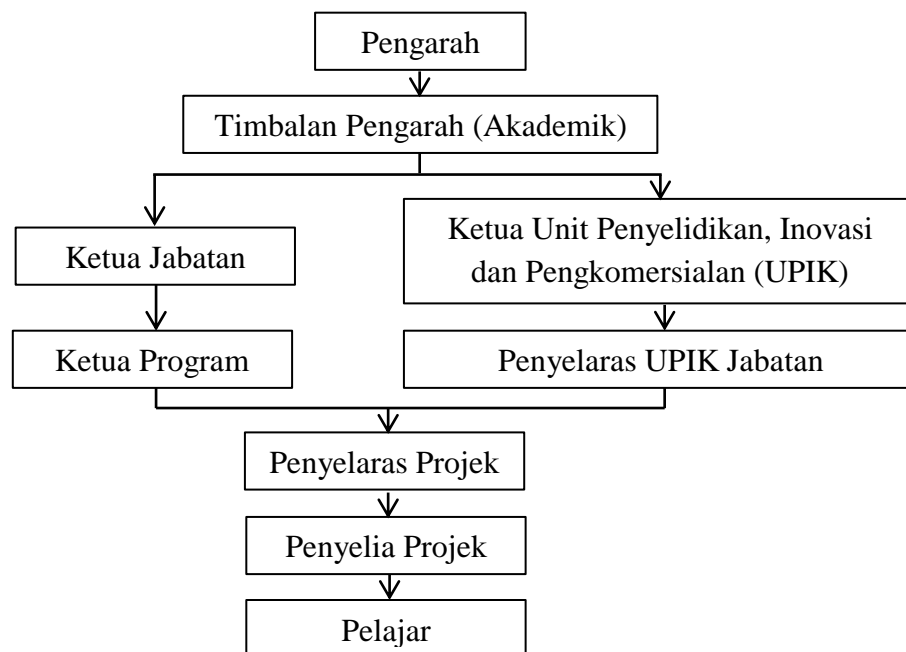 Pengarah
Timbalan Pengarah (Akademik)
Ketua Jabatan
Ketua Unit Penyelidikan, Inovasi
dan Pengkomersialan (UPIK)
Ketua Program
Penyelaras UPIK Jabatan
Penyelaras Projek
Penyelia Projek
Pelajar